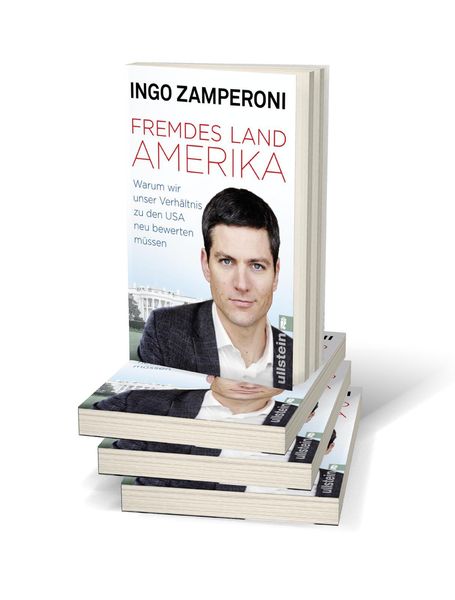 INGO ZAMPERONI
FREMDES LAND
AMERIKA
Warum wir
unser Verhältnis
zu den USA
neu bewerten
müssen
ullstein
müssen
ullstein
ullstein
ullstein